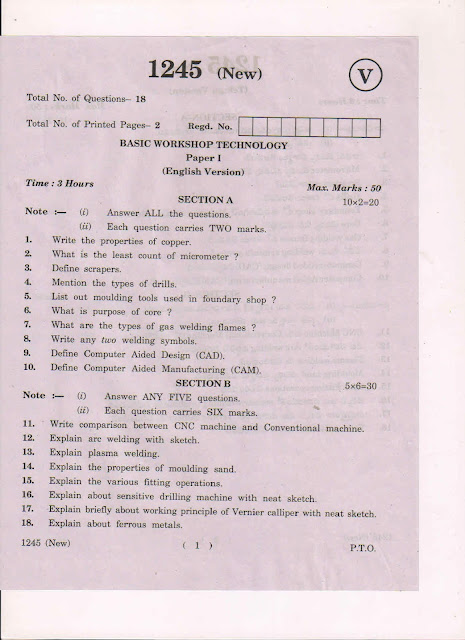 1245 (New)
V
Total No. of Questions– 18
Total No. of Printed Pages– 2 Regd. No.
BASIC WORKSHOP TECHNOLOGY
Paper I
(English Version)
Time : 3 Hours Max. Marks : 50
SECTION A 10×2=20
Note :— (i) Answer ALL the questions.
(ii) Each question carries TWO marks.
1. Write the properties of copper.
2. What is the least count of micrometer ?
3. Define scrapers.
4. Mention the types of drills.
5. List out moulding tools used in foundary shop ?
6. What is purpose of core ?
7. What are the types of gas welding flames ?
8. Write any two welding symbols.
9. Define Computer Aided Design (CAD).
10. Define Computer Aided Manufacturing (CAM).
SECTION B 5×6=30
Note :— (i) Answer ANY FIVE questions.
(ii) Each question carries SIX marks.
11. Write comparison between CNC machine and Conventional machine.
12. Explain arc welding with sketch.
13. Explain plasma welding.
14. Explain the properties of moulding sand.
15. Explain the various fitting operations.
16. Explain about sensitive drilling machine with neat sketch.
17. Explain briefly about working principle of Vernier calliper with neat sketch.
18. Explain about ferrous metals.
1245 (New) ( 1 ) P.T.O.